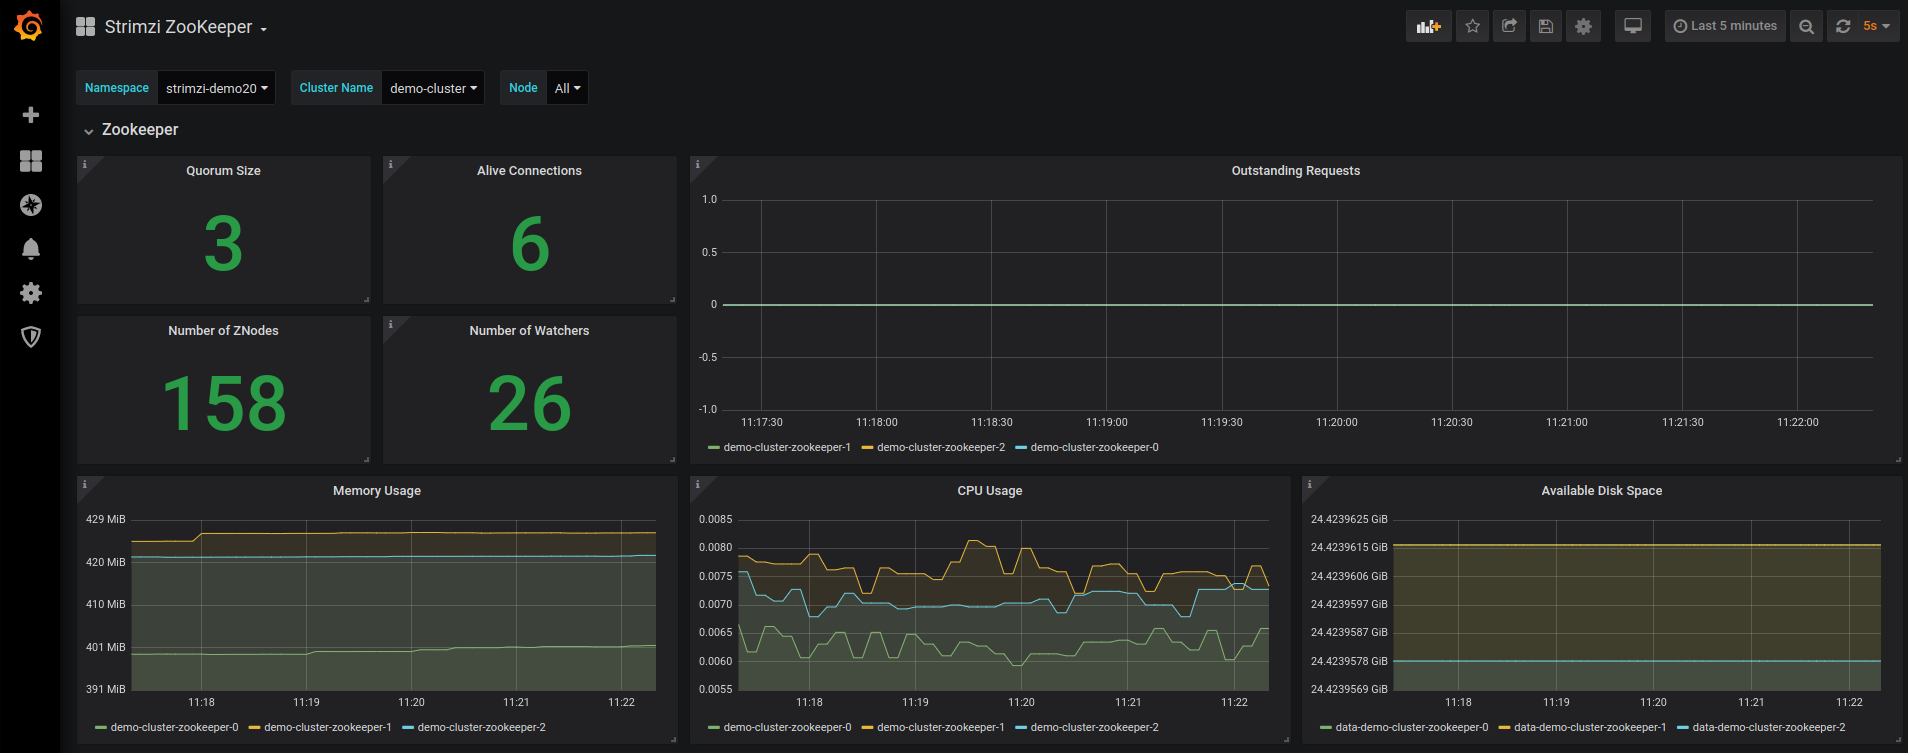 Strimzi ZooKeeper
Last 5 minutes
5s
Namespace strimzi-demo20 Cluster Name demo-cluster Node All
Zookeeper
Quorum Size
3
Alive Connections
6
Number of ZNodes
158
Number of Watchers
26
Outstanding Requests
1.0
0.5
0
-0.5
-1.0
11:17:30 11:18:00 11:18:30 11:19:00 11:19:30 11:20:00 11:20:30 11:21:00 11:21:30 11:22:00
demo-cluster-zookeeper-1 demo-cluster-zookeeper-2 demo-cluster-zookeeper-0
Memory Usage
429 MiB
420 MiB
410 MiB
401 MiB
391 MiB
11:18 11:19 11:20 11:21 11:22
demo-cluster-zookeeper-0 demo-cluster-zookeeper-1 demo-cluster-zookeeper-2
CPU Usage
0.0085
0.0080
0.0075
0.0070
0.0065
0.0060
0.0055
11:18 11:19 11:20 11:21 11:22
demo-cluster-zookeeper-0 demo-cluster-zookeeper-1 demo-cluster-zookeeper-2
Available Disk Space
24.4239625 GiB
24.4239615 GiB
24.4239606 GiB
24.4239597 GiB
24.4239587 GiB
24.4239578 GiB
24.4239569 GiB
11:18 11:19 11:20 11:21 11:22
data-demo-cluster-zookeeper-0 data-demo-cluster-zookeeper-1 data-demo-cluster-zookeeper-2